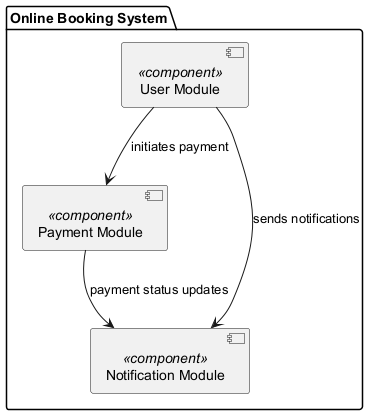 Online Booking System
«component»
User Module
initiates payment
«component»
Payment Module
sends notifications
payment status updates
«component»
Notification Module